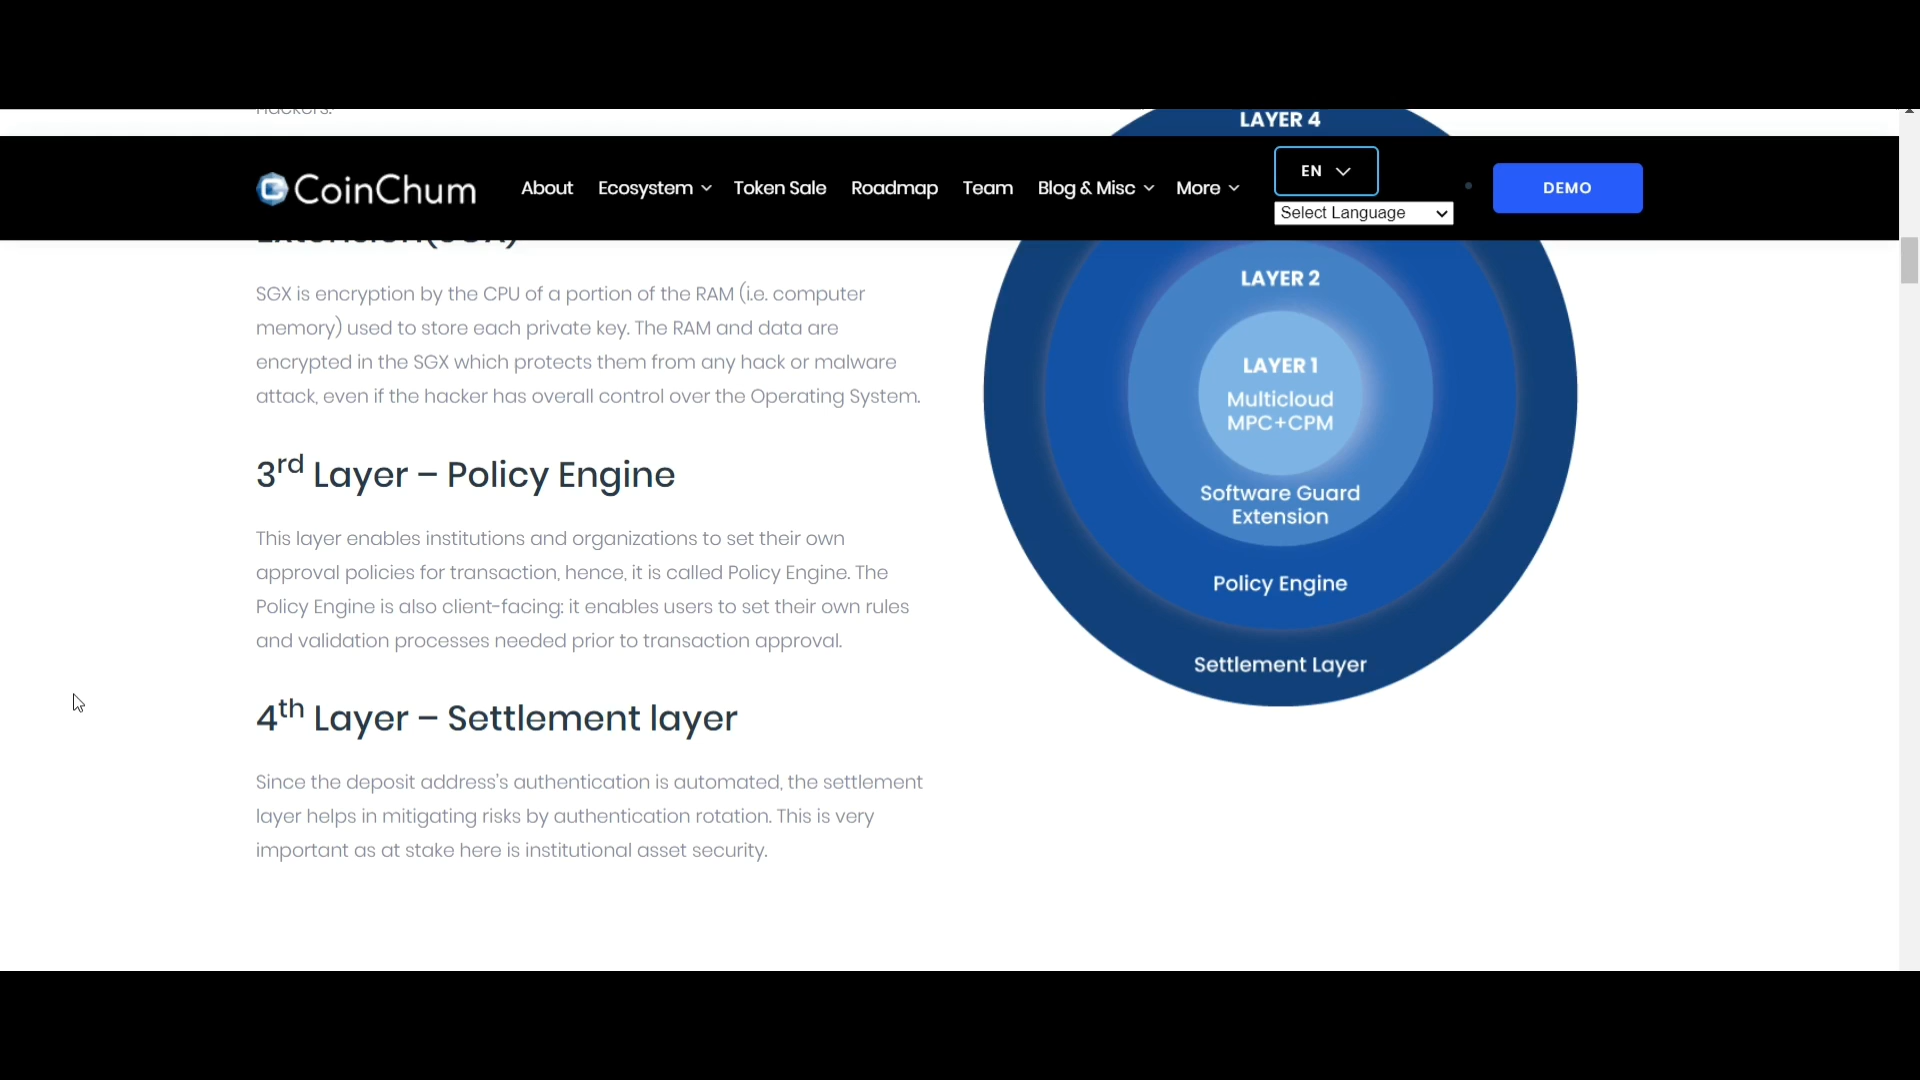 Hackers.
LAYER 4
CoinChum
About
Ecosystem
Token Sale
Roadmap
Team
Blog & Misc
More
EN
Select Language
DEMO
Extension(SGX)
SGX is encryption by the CPU of a portion of the RAM (i.e. computer
memory) used to store each private key. The RAM and data are
encrypted in the SGX which protects them from any hack or malware
attack, even if the hacker has overall control over the Operating System.
3rd Layer – Policy Engine
This layer enables institutions and organizations to set their own
approval policies for transaction, hence, it is called Policy Engine. The
Policy Engine is also client-facing: it enables users to set their own rules
and validation processes needed prior to transaction approval.
4th Layer – Settlement layer
Since the deposit address's authentication is automated, the settlement
layer helps in mitigating risks by authentication rotation. This is very
important as at stake here is institutional asset security.
LAYER 2
LAYER 1
Multicloud
MPC+CPM
Software Guard
Extension
Policy Engine
Settlement Layer